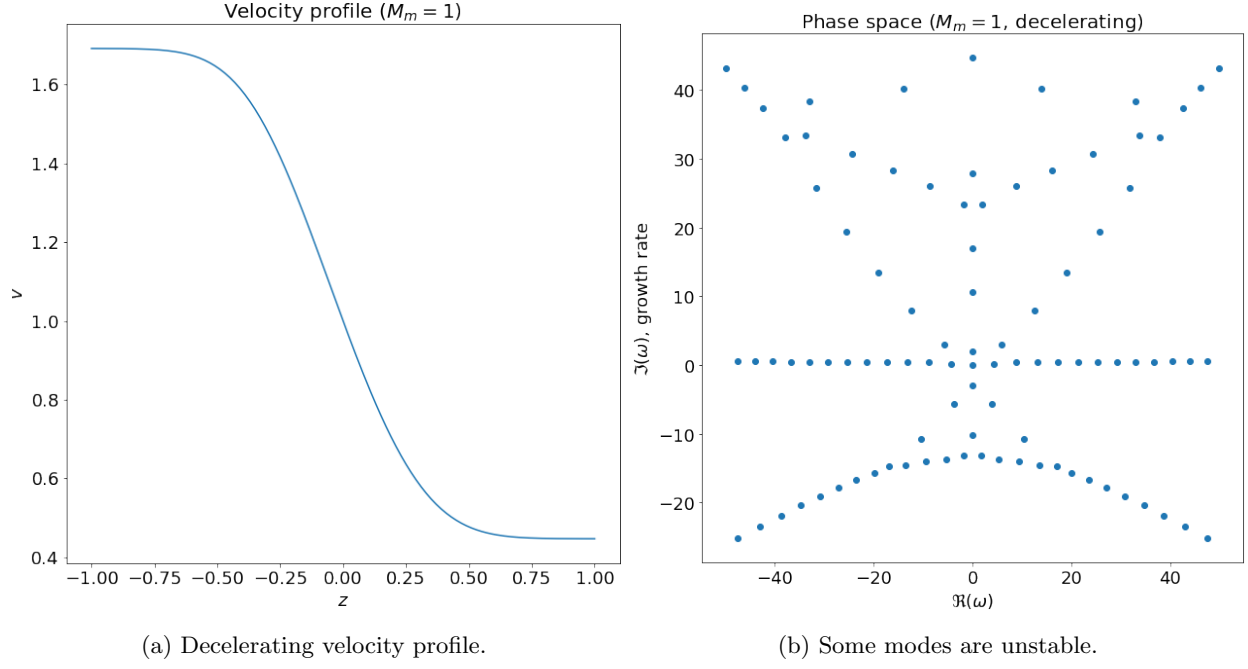 Velocity profile ($M_m = 1$)
1.6
1.4
1.2
1.0
0.8
0.6
0.4
v
−1.00 −0.75 −0.50 −0.25 0.00 0.25 0.50 0.75 1.00
z
(a) Decelerating velocity profile.
Phase space ($M_m = 1$, decelerating)
40
30
20
10
0
−10
−20
ℑ(ω), growth rate
−40 −20 0 20 40
ℜ(ω)
(b) Some modes are unstable.